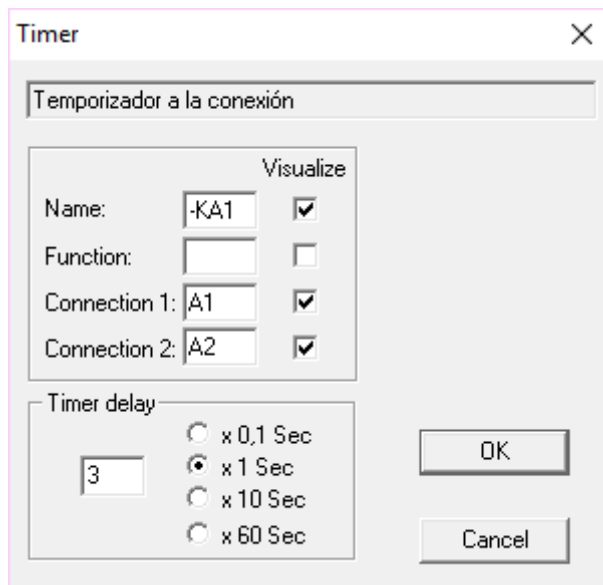 Timer
Temporizador a la conexión
Visualize
Name: -KA1
Function:
Connection 1: A1
Connection 2: A2
Timer delay
3
x 0,1 Sec
x 1 Sec
x 10 Sec
x 60 Sec
OK
Cancel